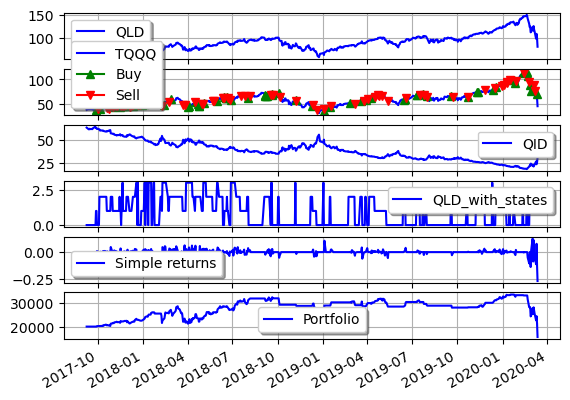 150
100
QLD
TQQQ
Buy
Sell
100
50
50
25
QID
2.5
0.0
QLD_with_states
0.00
−0.25
Simple returns
30000
20000
Portfolio
2017-10
2018-01
2018-04
2018-07
2018-10
2019-01
2019-04
2019-07
2019-10
2020-01
2020-04